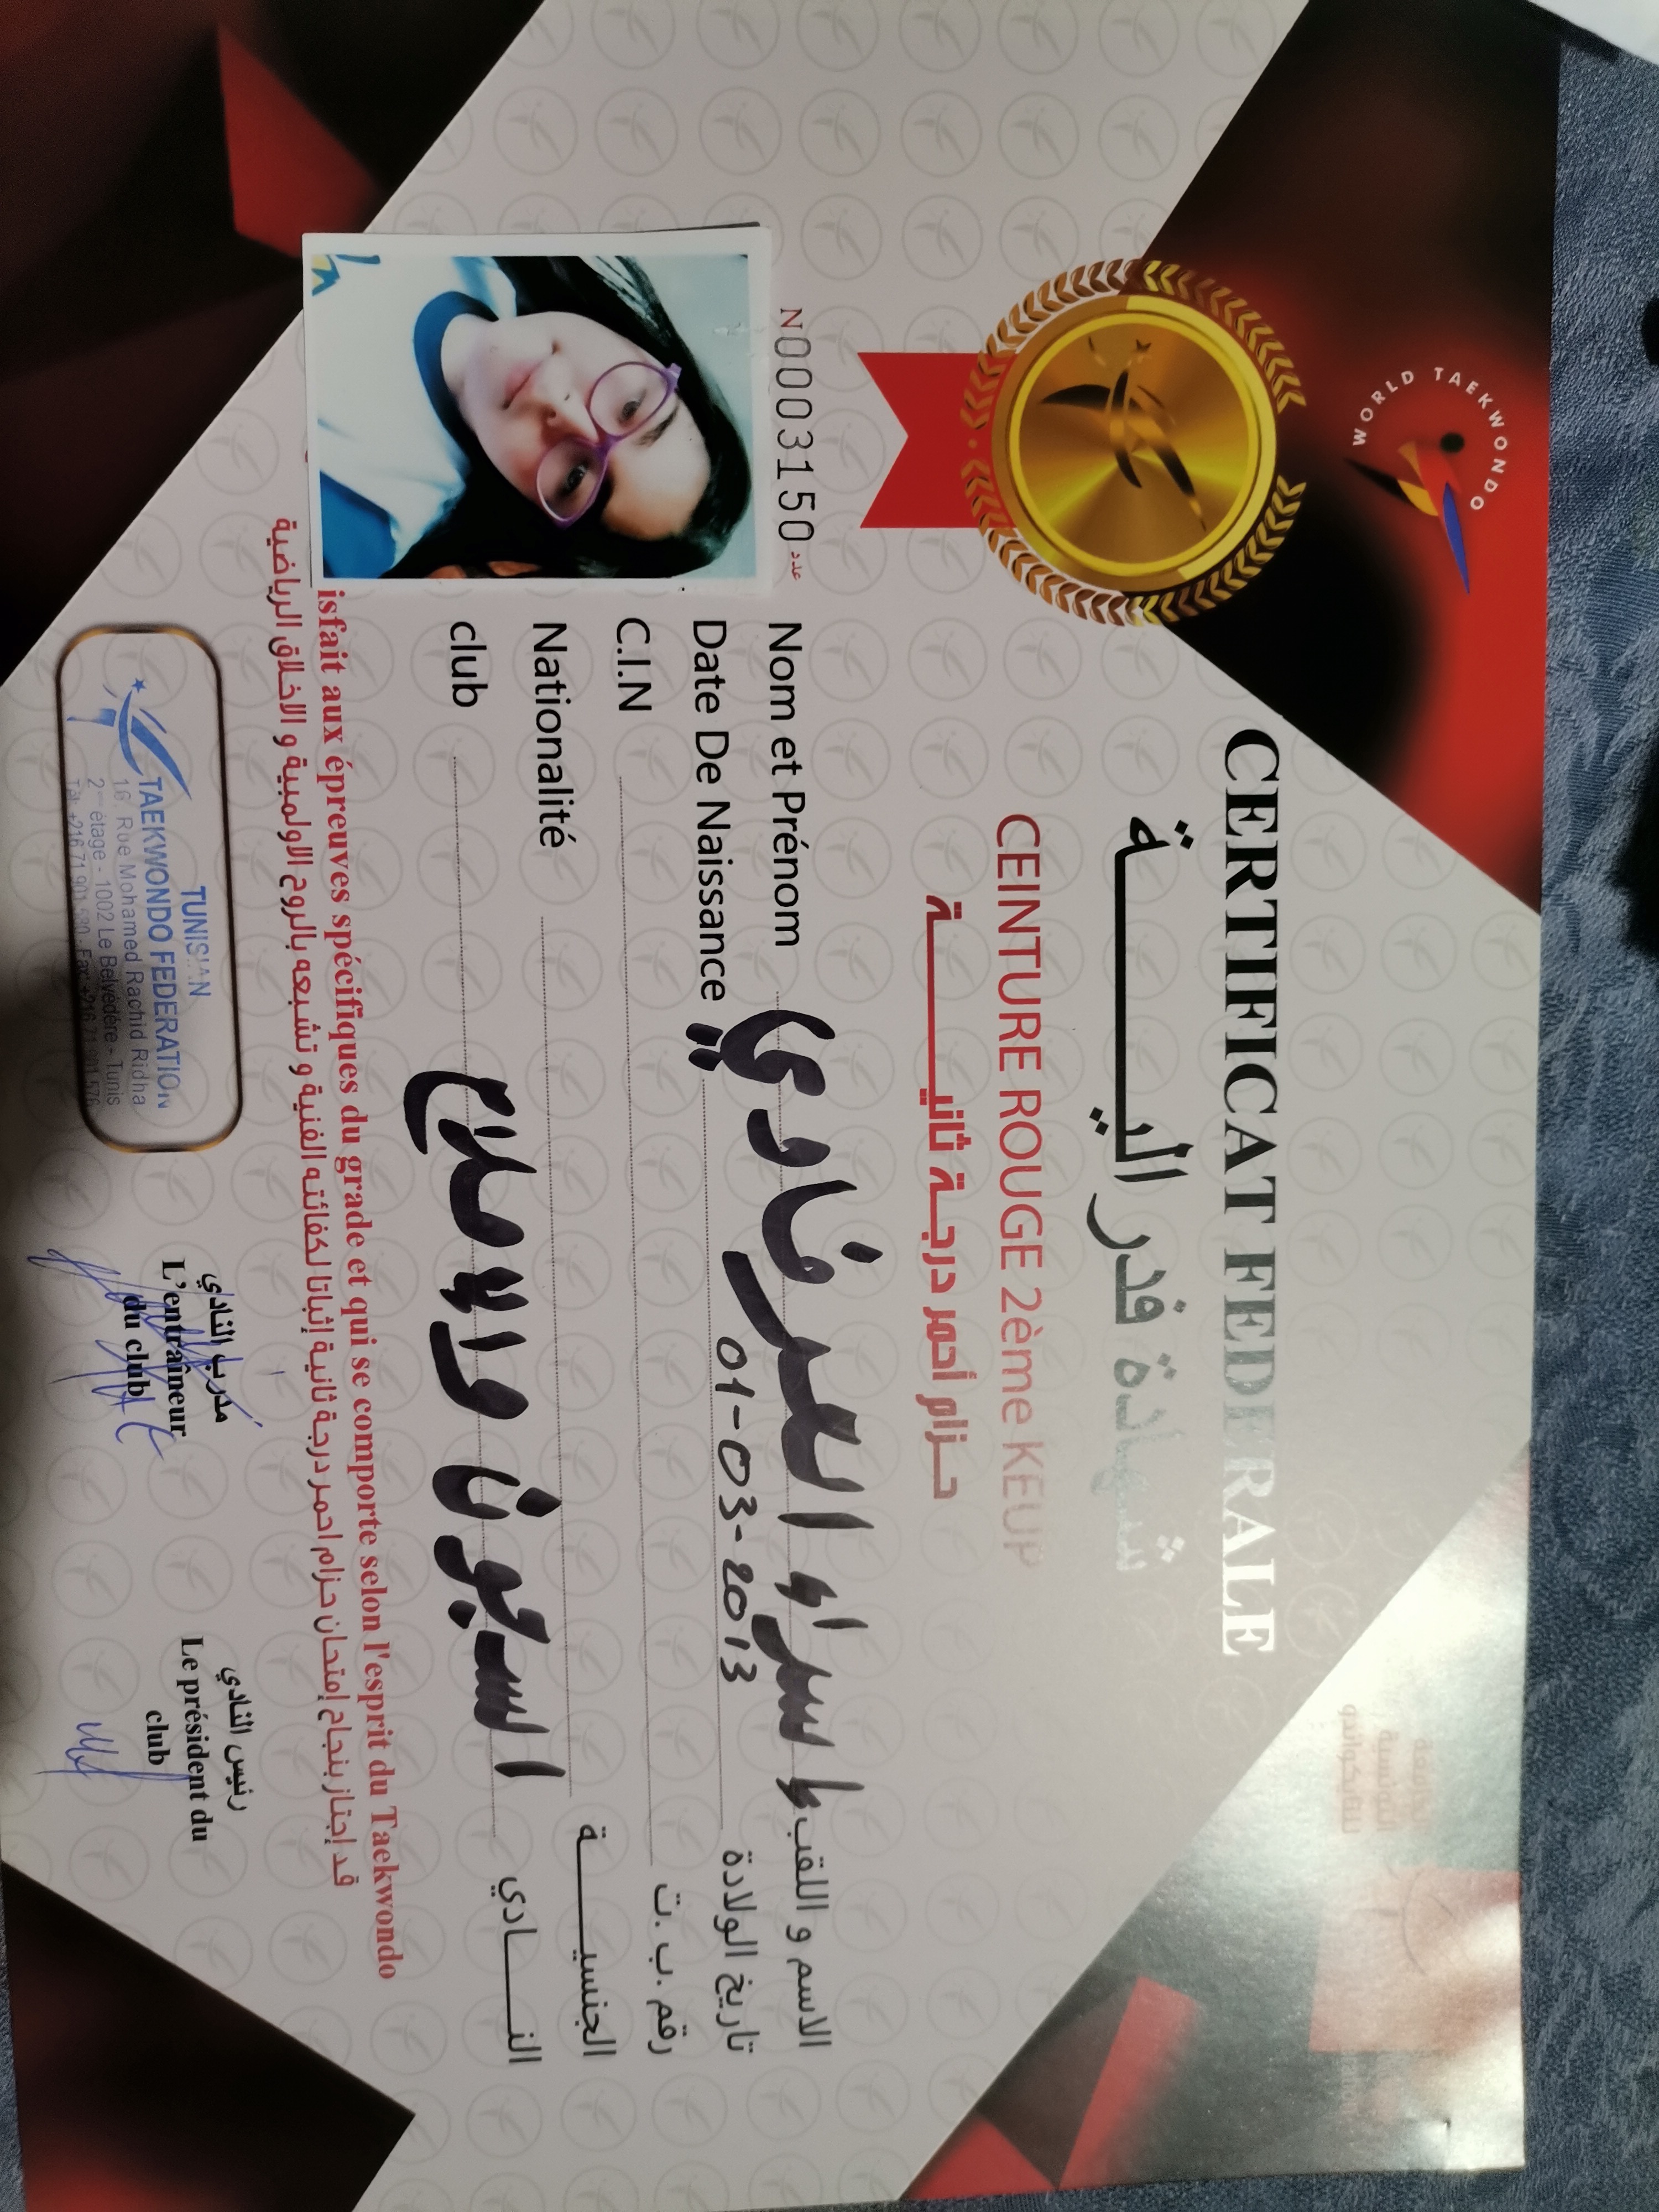 WORLD TAEKWONDO
CERTIFICAT FEDERALE
شهادة فدرالية
CEINTURE ROUGE 2ème KEUP
حزام أحمر درجة ثانية
N00003150 عدد
Nom et Prénom الاسم و اللقب
Date De Naissance 01-03-2013 تاريخ الولادة
C.I.N رقم ب.ت
Nationalité الجنسية
club النادي
isfait aux épreuves spécifiques du grade et qui se comporte selon l'esprit du Taekwondo
قد إجتاز بنجاح إمتحان حزام احمر درجة ثانية إثباتا لكفائته الفنية و تشبعه بالروح الاولمبية و الاخلاق الرياضية
TUNISIAN
TAEKWONDO FEDERATION
16, Rue Mohamed Rachid Ridha
2ème étage - 1002 Le Belvédère - Tunis
مدرب النادي
L'entraîneur
du club
رئيس النادي
Le président du
club